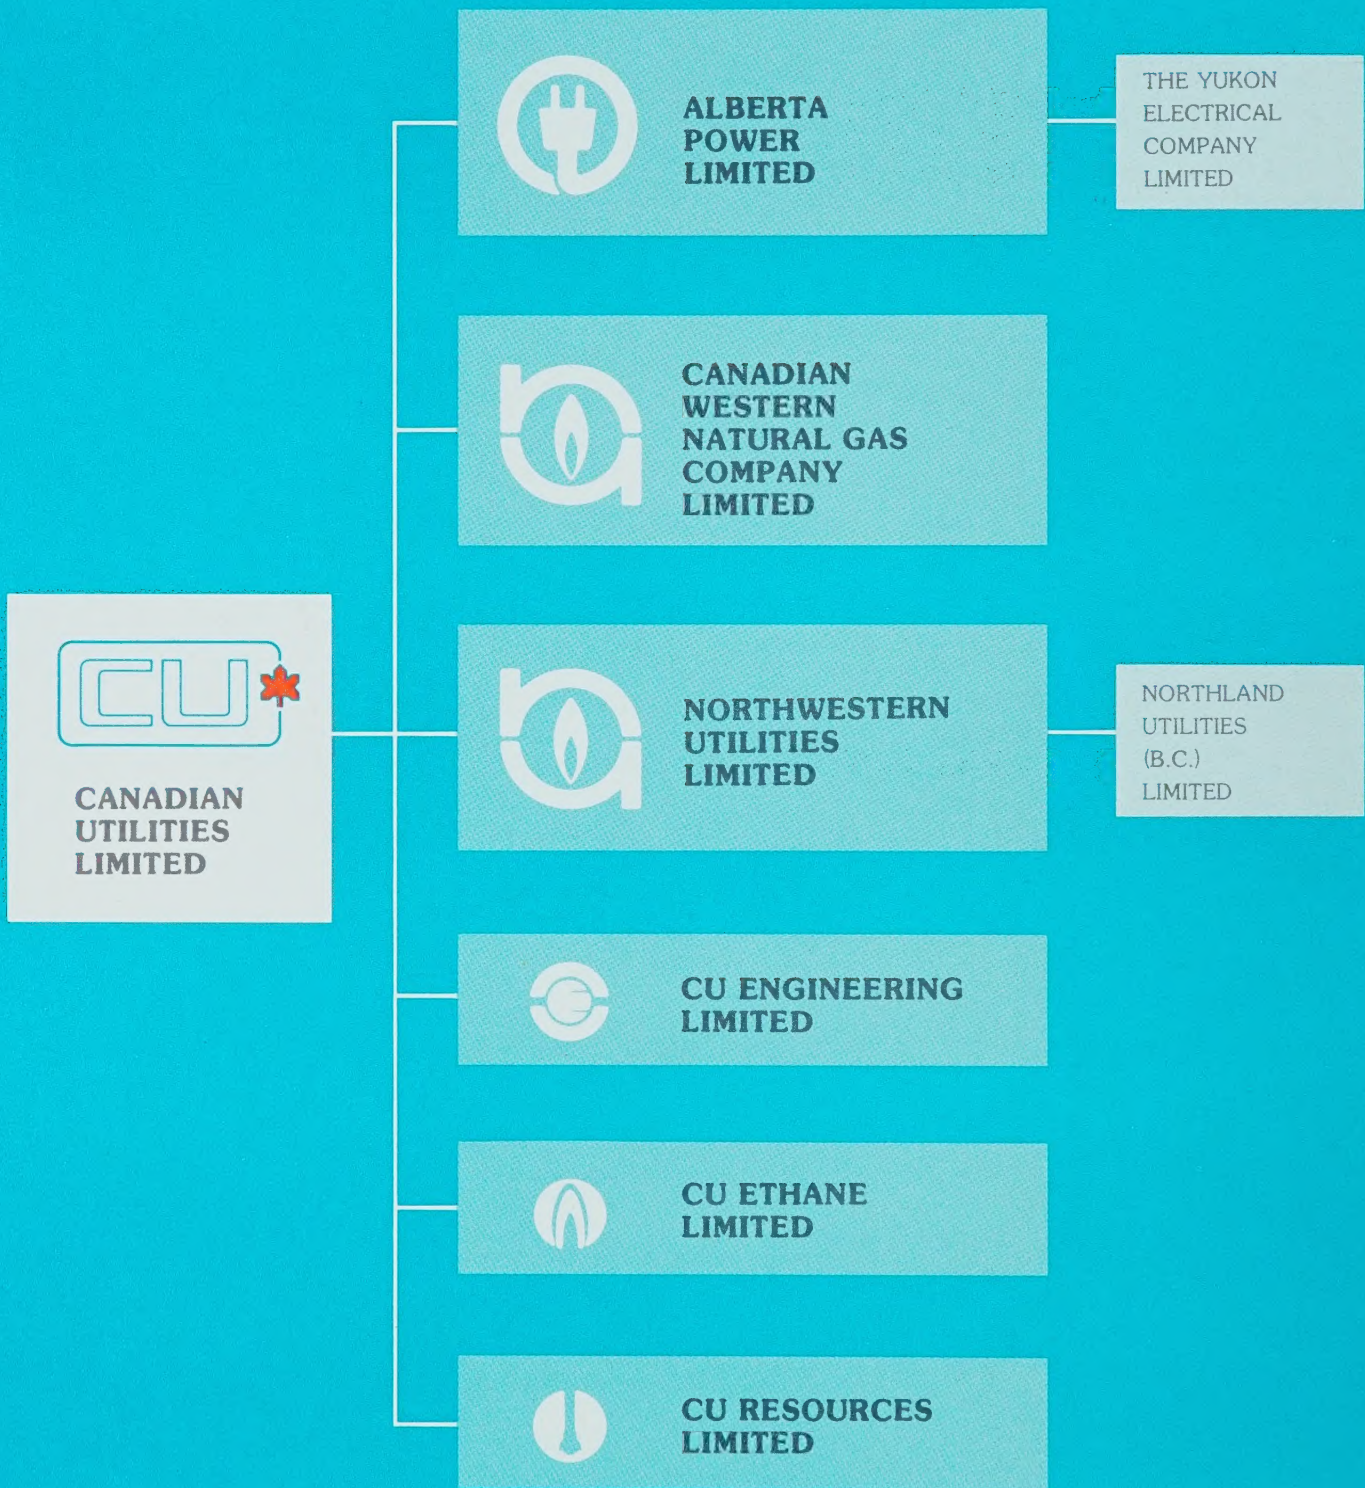 ALBERTA
POWER
LIMITED
THE YUKON
ELECTRICAL
COMPANY
LIMITED
CANADIAN
WESTERN
NATURAL GAS
COMPANY
LIMITED
CU
CANADIAN
UTILITIES
LIMITED
NORTHWESTERN
UTILITIES
LIMITED
NORTHLAND
UTILITIES
(B.C.)
LIMITED
CU ENGINEERING
LIMITED
CU ETHANE
LIMITED
CU RESOURCES
LIMITED